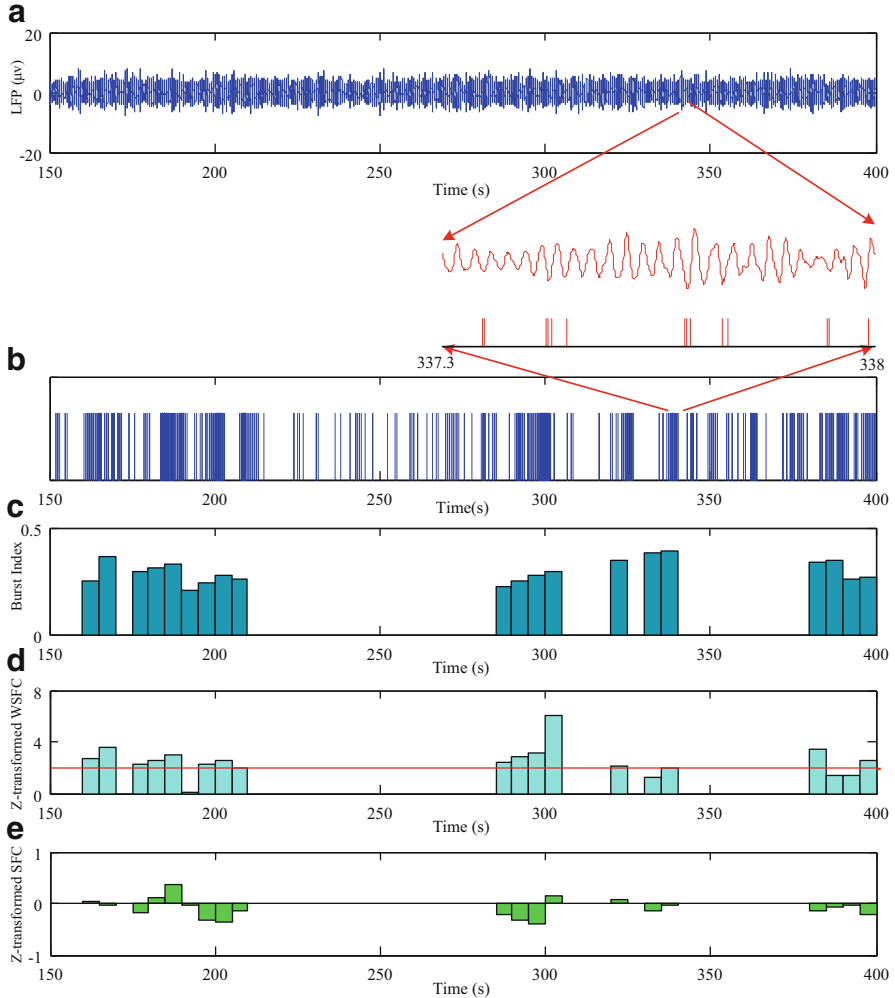 a
20
0
-20
LFP (μv)
150 200 250 300 350 400
Time (s)
337.3 338
b
150 200 250 300 350 400
Time(s)
c
0.5
0
Burst Index
150 200 250 300 350 400
Time (s)
d
8
4
0
Z-transformed WSFC
150 200 250 300 350 400
Time (s)
e
1
0
-1
Z-transformed SFC
150 200 250 300 350 400
Time (s)